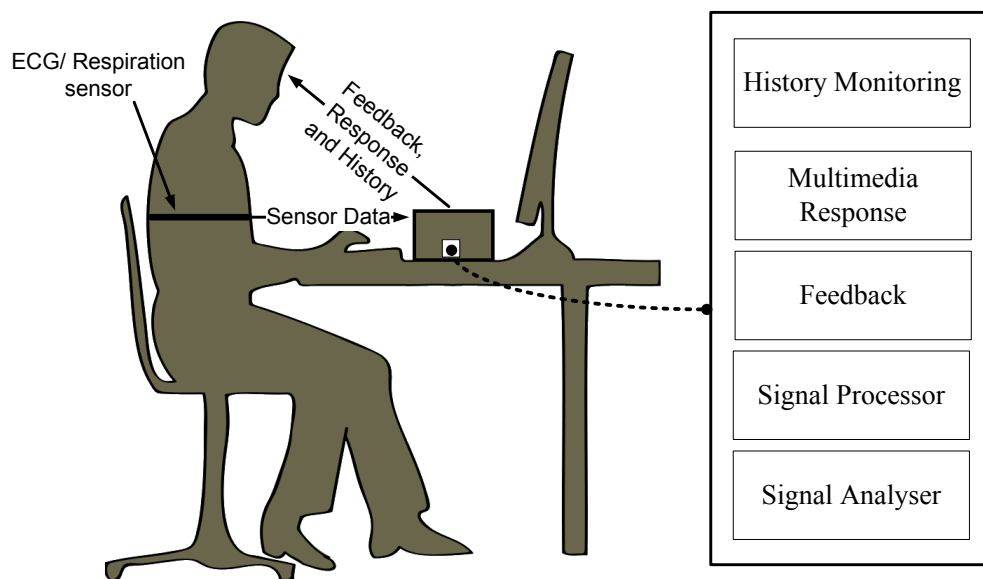 ECG/ Respiration
sensor
Feedback,
Response
and History
Sensor Data
History Monitoring
Multimedia
Response
Feedback
Signal Processor
Signal Analyser